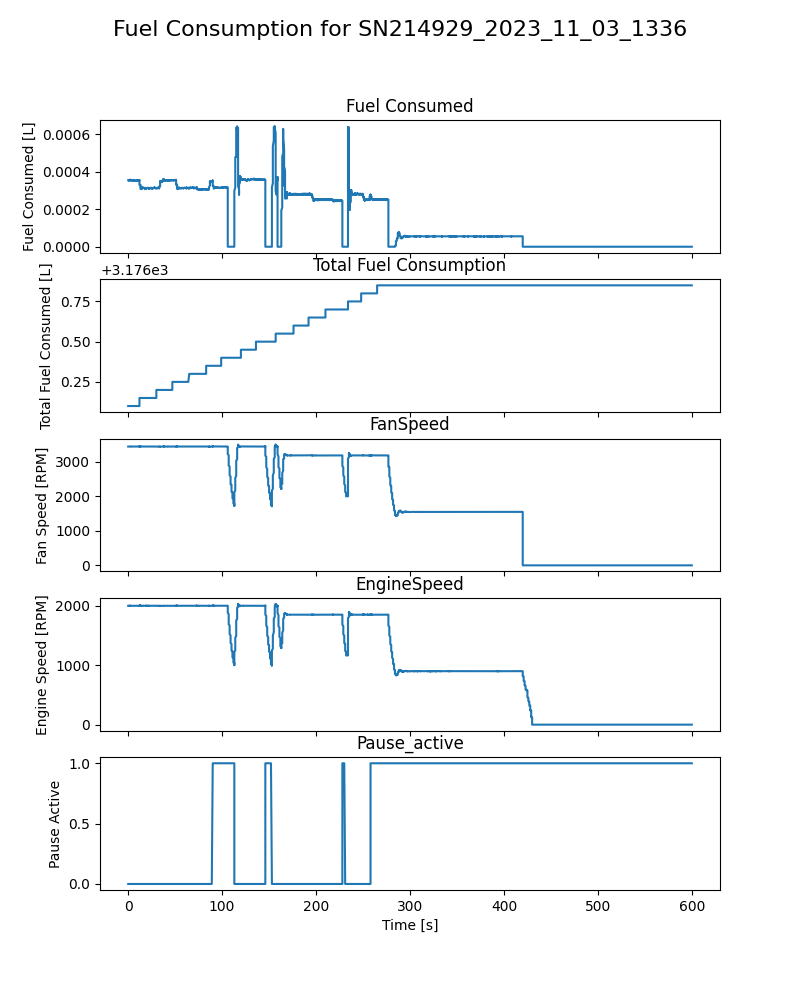 Fuel Consumption for SN214929_2023_11_03_1336
Fuel Consumed
Fuel Consumed [L]
0.0006
0.0004
0.0002
0.0000
Total Fuel Consumption
+3.176e3
Total Fuel Consumed [L]
0.75
0.50
0.25
FanSpeed
Fan Speed [RPM]
3000
2000
1000
0
EngineSpeed
Engine Speed [RPM]
2000
1000
0
Pause_active
Pause Active
1.0
0.5
0.0
0 100 200 300 400 500 600
Time [s]